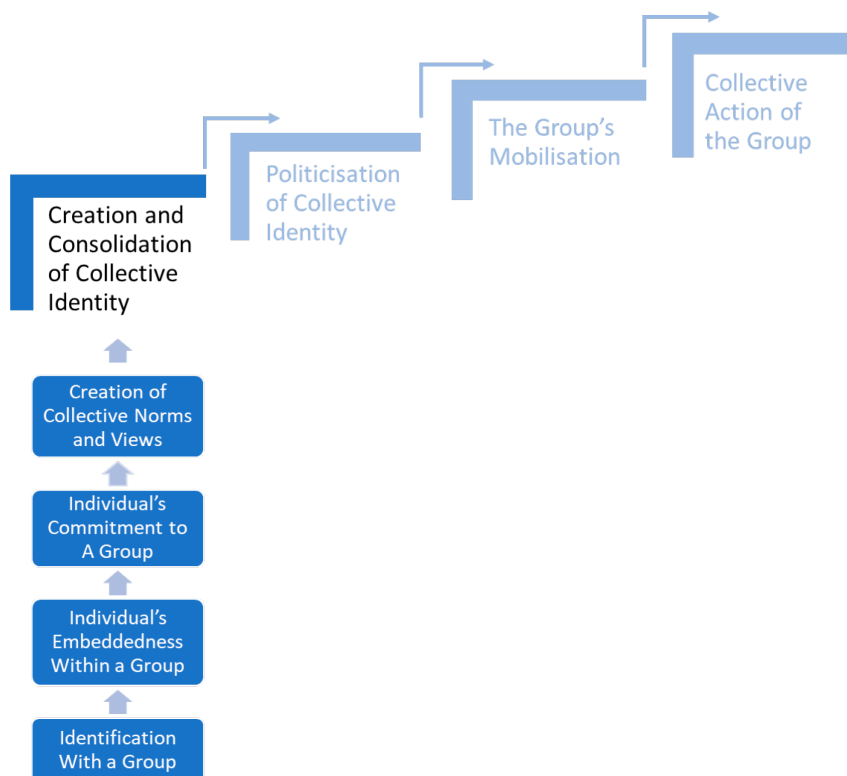 Creation and
Consolidation
of Collective
Identity
Politicisation
of Collective
Identity
The Group’s
Mobilisation
Collective
Action of
the Group
Creation of
Collective Norms
and Views
Individual’s
Commitment to
A Group
Individual’s
Embeddedness
Within a Group
Identification
With a Group